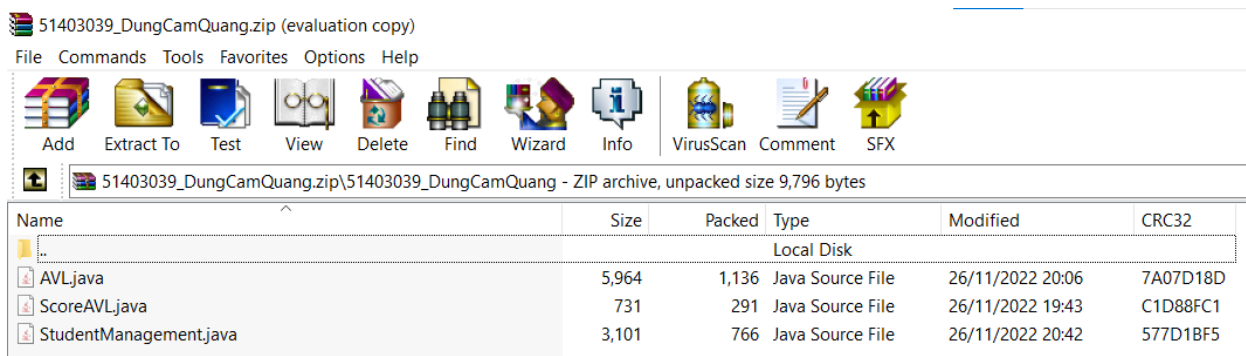 51403039_DungCamQuang.zip (evaluation copy)
File Commands Tools Favorites Options Help
Add Extract To Test View Delete Find Wizard Info VirusScan Comment SFX
51403039_DungCamQuang.zip\51403039_DungCamQuang - ZIP archive, unpacked size 9,796 bytes
Name Size Packed Type Modified CRC32
.. Local Disk
AVL.java 5,964 1,136 Java Source File 26/11/2022 20:06 7A07D18D
ScoreAVL.java 731 291 Java Source File 26/11/2022 19:43 C1D88FC1
StudentManagement.java 3,101 766 Java Source File 26/11/2022 20:42 577D1BF5